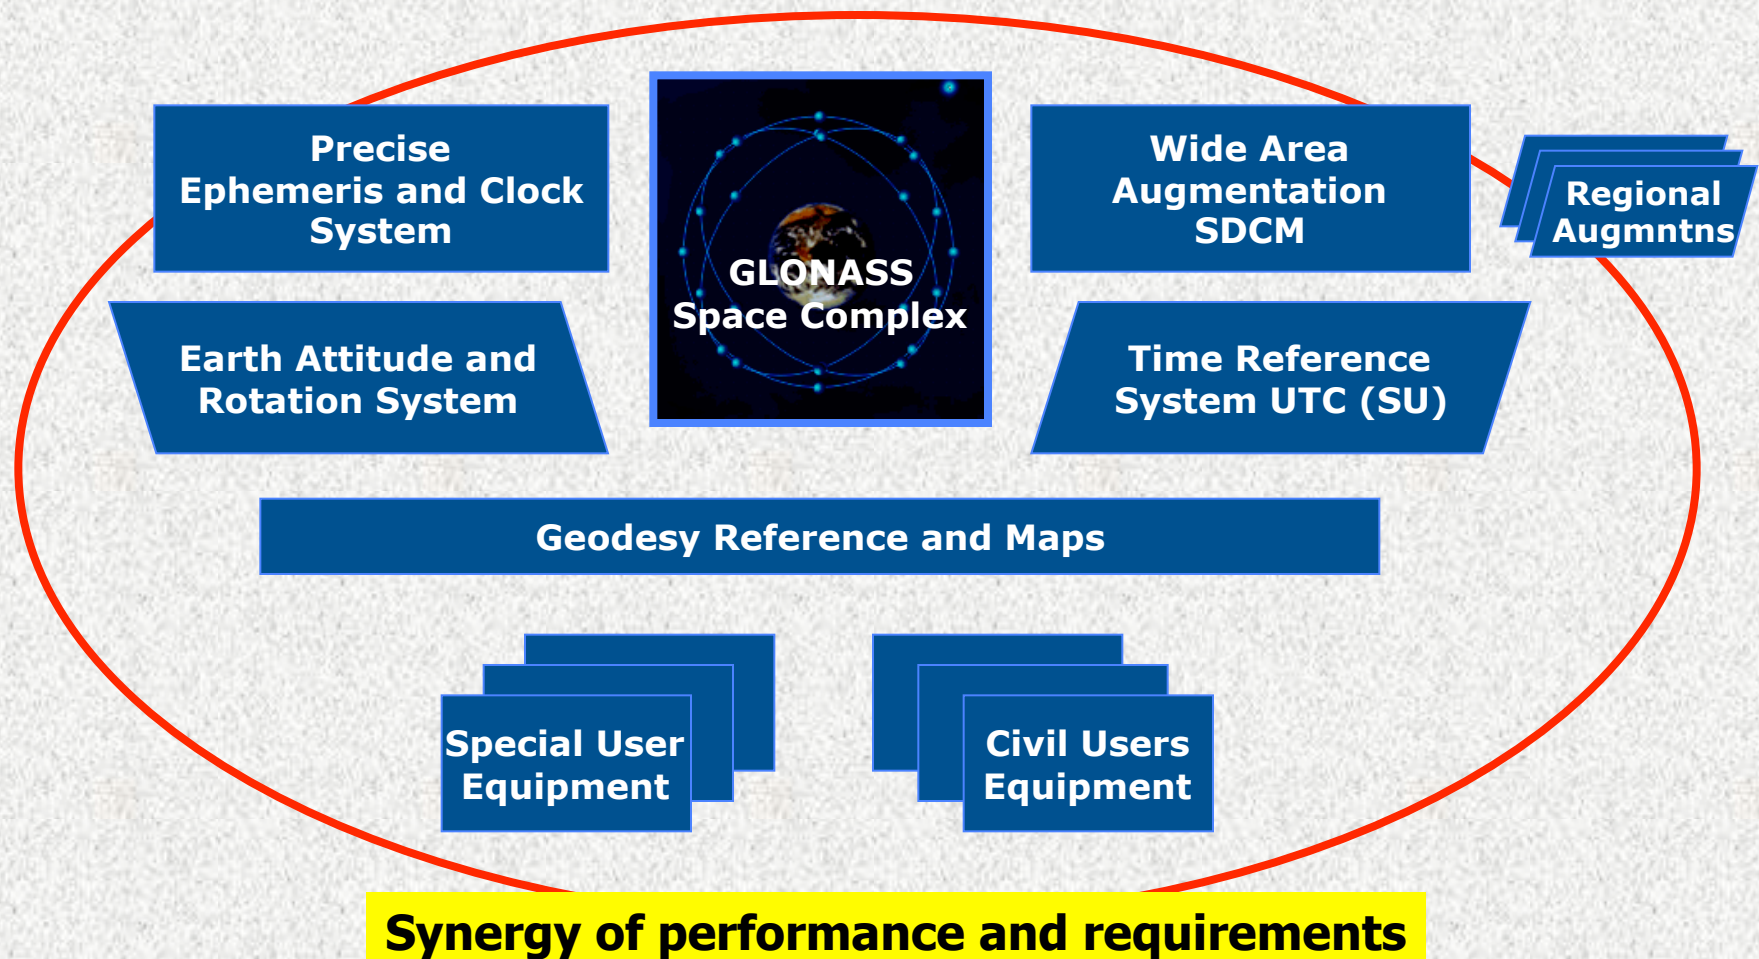 Precise
Ephemeris and Clock
System
GLONASS
Space Complex
Wide Area
Augmentation
SDCM
Regional
Augmntns
Earth Attitude and
Rotation System
Time Reference
System UTC (SU)
Geodesy Reference and Maps
Special User
Equipment
Civil Users
Equipment
Synergy of performance and requirements